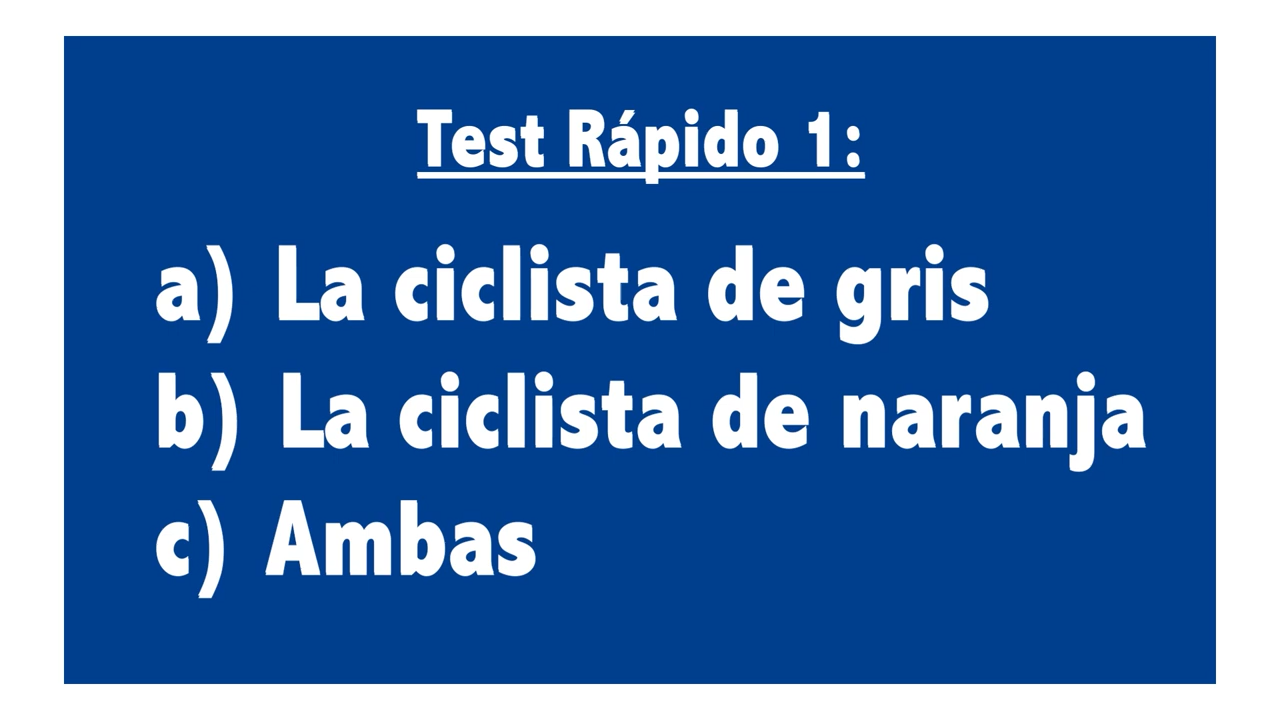 Test Rápido 1:
a) La ciclista de gris
b) La ciclista de naranja
c) Ambas